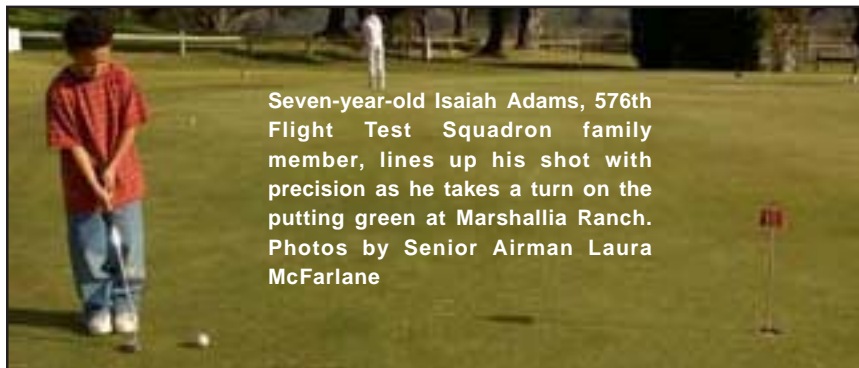 Seven-year-old Isaiah Adams, 576th
Flight Test Squadron family
member, lines up his shot with
precision as he takes a turn on the
putting green at Marshallia Ranch.
Photos by Senior Airman Laura
McFarlane